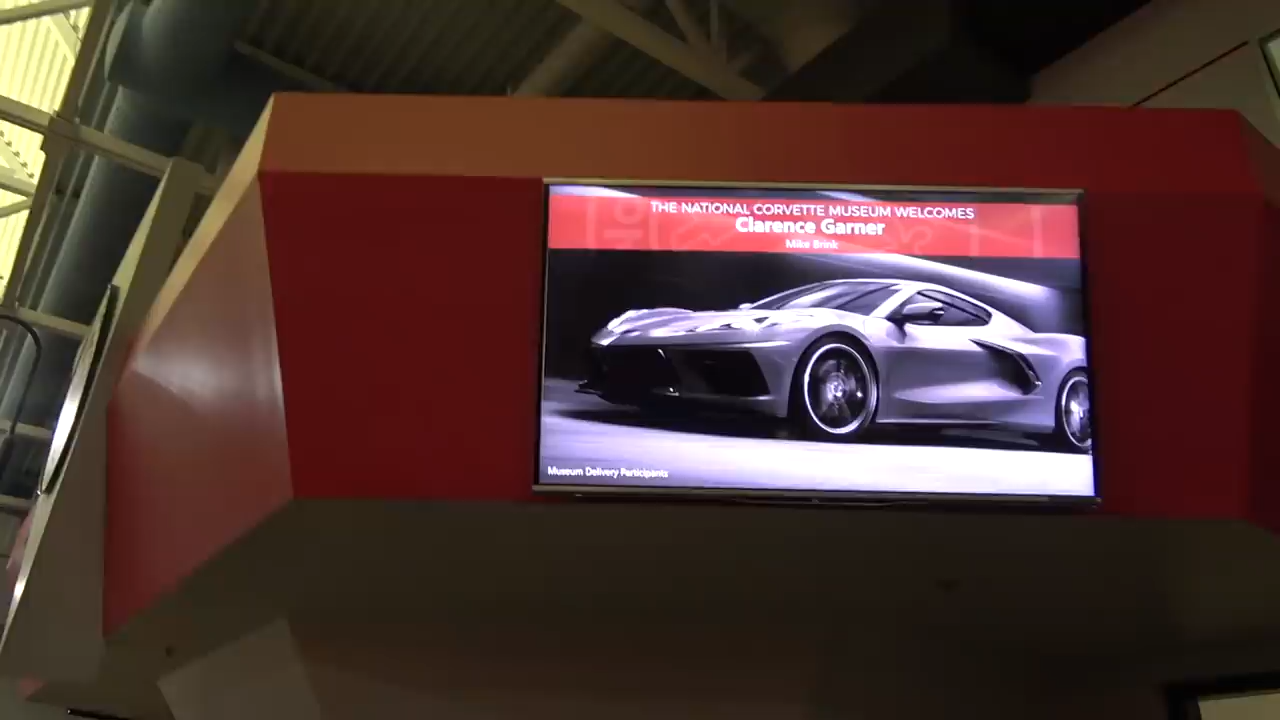 THE NATIONAL CORVETTE MUSEUM WELCOMES
Clarence Garner
Mike Brink
Museum Delivery Participants